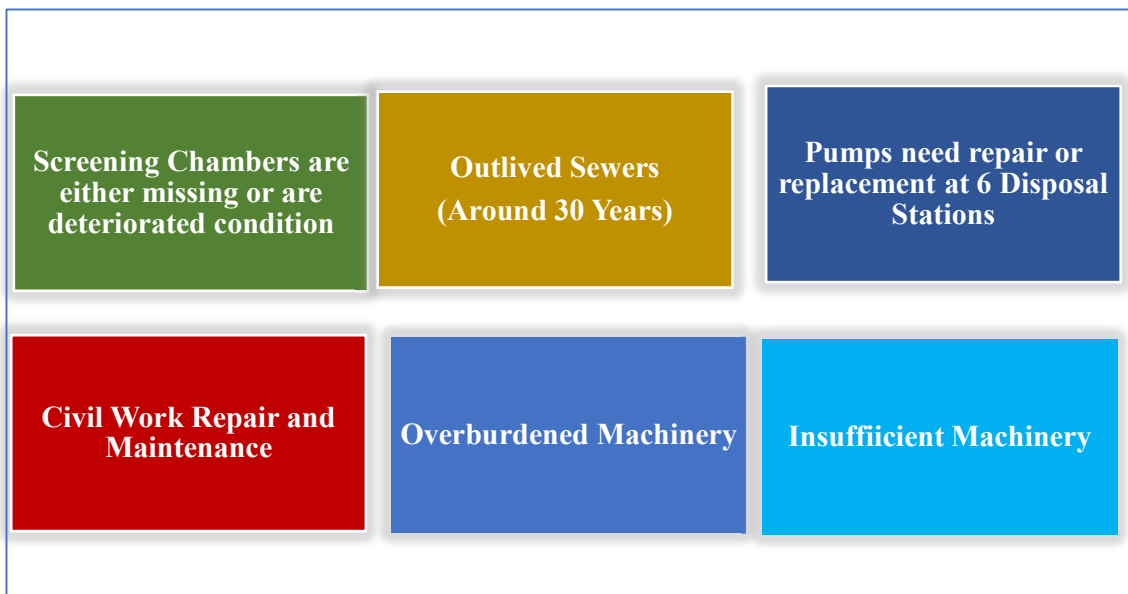 Screening Chambers are
either missing or are
deteriorated condition
Outlived Sewers
(Around 30 Years)
Pumps need repair or
replacement at 6 Disposal
Stations
Civil Work Repair and
Maintenance
Overburdened Machinery
Insuffiicient Machinery